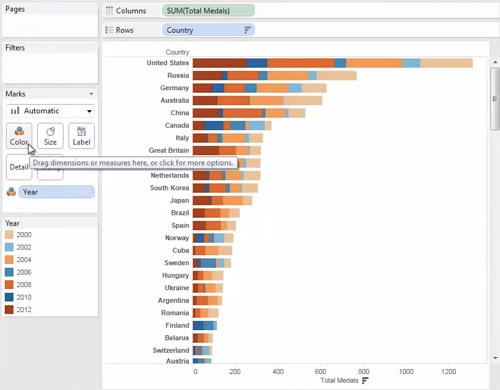 Pages
Columns
SUM(Total Medals)
Rows
Country
Filters
Marks
Automatic
Color
Size
Label
Drag dimensions or measures here, or click for more options.
Detail
Year
Year
2000
2002
2004
2006
2008
2010
2012
Country
United States
Russia
Germany
Australia
China
Canada
Italy
Great Britain
Netherlands
South Korea
Japan
Brazil
Spain
Norway
Cuba
Sweden
Hungary
Ukraine
Argentina
Romania
Finland
Belarus
Switzerland
Austria
0 200 400 600 800 1000 1200
Total Medals